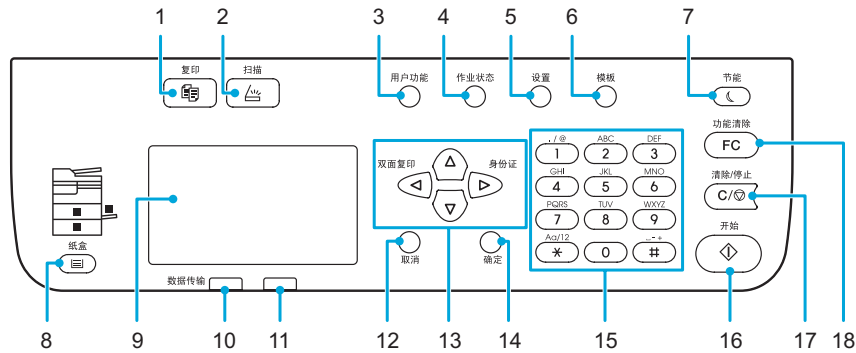 1 2 3 4 5 6 7
复印 扫描 用户功能 作业状态 设置 模板 节能
功能清除
FC
双面复印 身份证
. / @ ABC DEF
1 2 3
GHI JKL MNO
4 5 6
PQRS TUV WXYZ
7 8 9
Aa/12 _- +
* 0 #
清除/停止
C/
开始
纸盒
取消 确定
数据传输
8 9 10 11 12 13 14 15 16 17 18